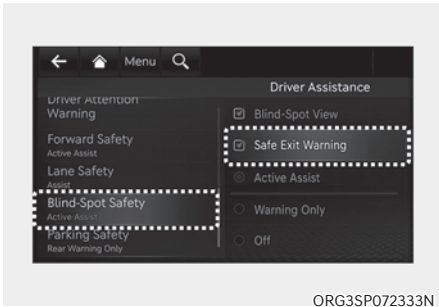 Menu
Driver Assistance
Driver Attention
Warning
Forward Safety
Active Assist
Lane Safety
Assist
Blind-Spot Safety
Active Assist
Parking Safety
Rear Warning Only
Blind-Spot View
Safe Exit Warning
Active Assist
Warning Only
Off
ORG3SP072333N